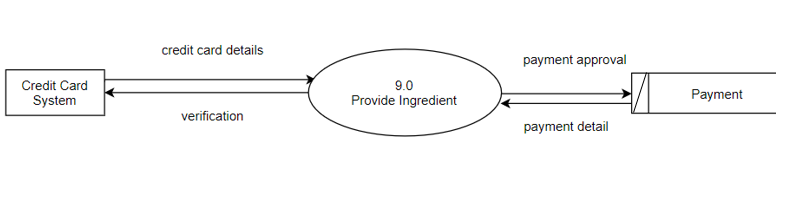 credit card details
payment approval
Credit Card
System
9.0
Provide Ingredient
Payment
verification
payment detail